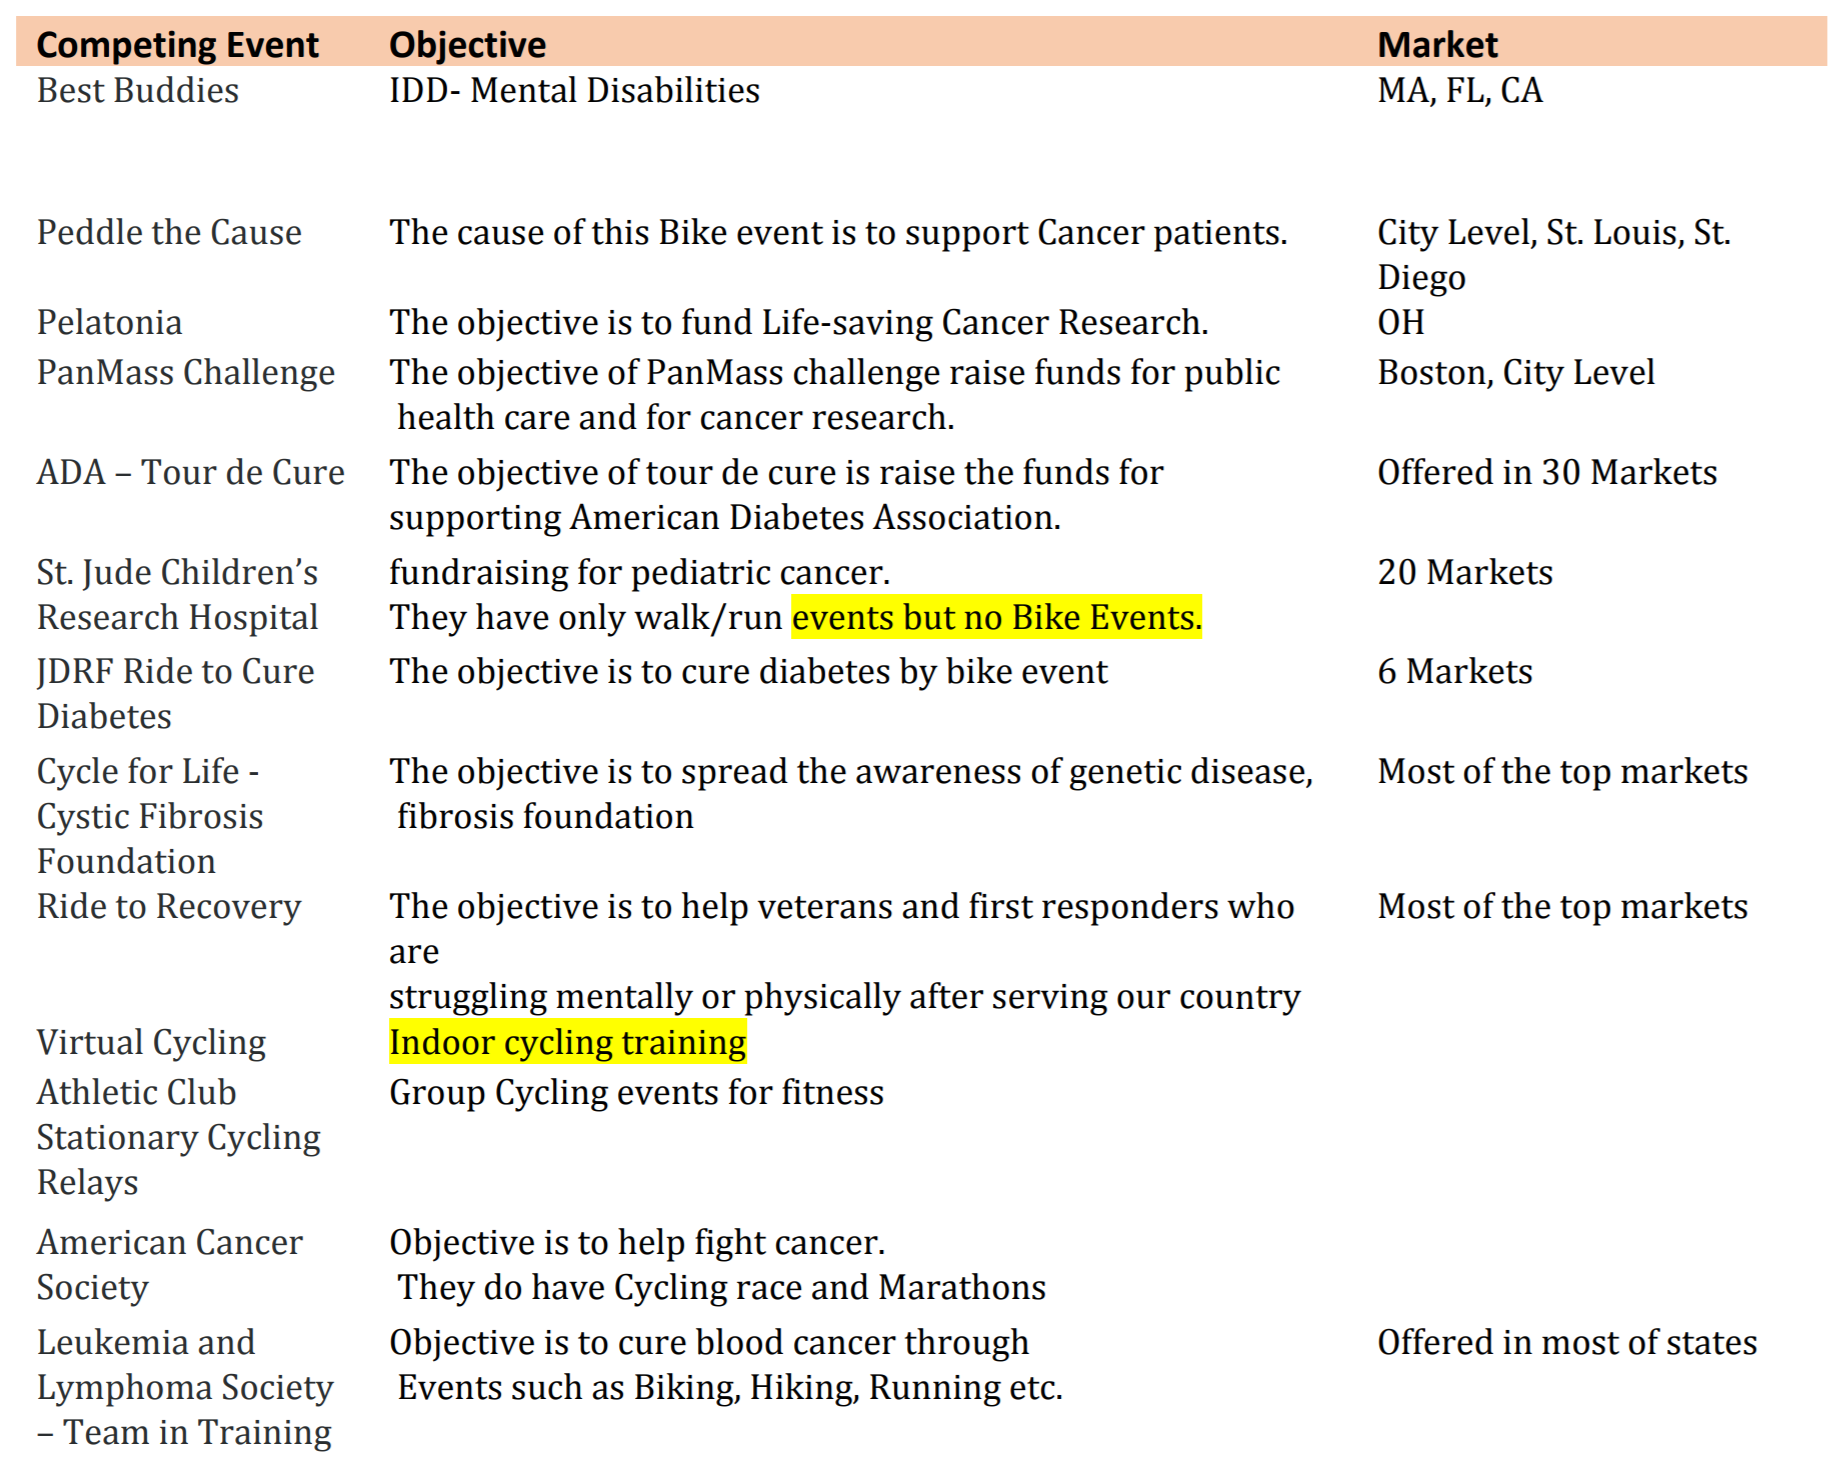 Competing Event Objective Market
Best Buddies IDD- Mental Disabilities MA, FL, CA
Peddle the Cause The cause of this Bike event is to support Cancer patients. City Level, St. Louis, St.
Diego
Pelatonia The objective is to fund Life-saving Cancer Research. OH
PanMass Challenge The objective of PanMass challenge raise funds for public Boston, City Level
health care and for cancer research.
ADA – Tour de Cure The objective of tour de cure is raise the funds for Offered in 30 Markets
supporting American Diabetes Association.
St. Jude Children’s fundraising for pediatric cancer. 20 Markets
Research Hospital They have only walk/run events but no Bike Events.
JDRF Ride to Cure The objective is to cure diabetes by bike event 6 Markets
Diabetes
Cycle for Life - The objective is to spread the awareness of genetic disease, Most of the top markets
Cystic Fibrosis fibrosis foundation
Foundation
Ride to Recovery The objective is to help veterans and first responders who Most of the top markets
are
struggling mentally or physically after serving our country
Virtual Cycling Indoor cycling training
Athletic Club Group Cycling events for fitness
Stationary Cycling
Relays
American Cancer Objective is to help fight cancer.
Society They do have Cycling race and Marathons
Leukemia and Objective is to cure blood cancer through Offered in most of states
Lymphoma Society Events such as Biking, Hiking, Running etc.
– Team in Training